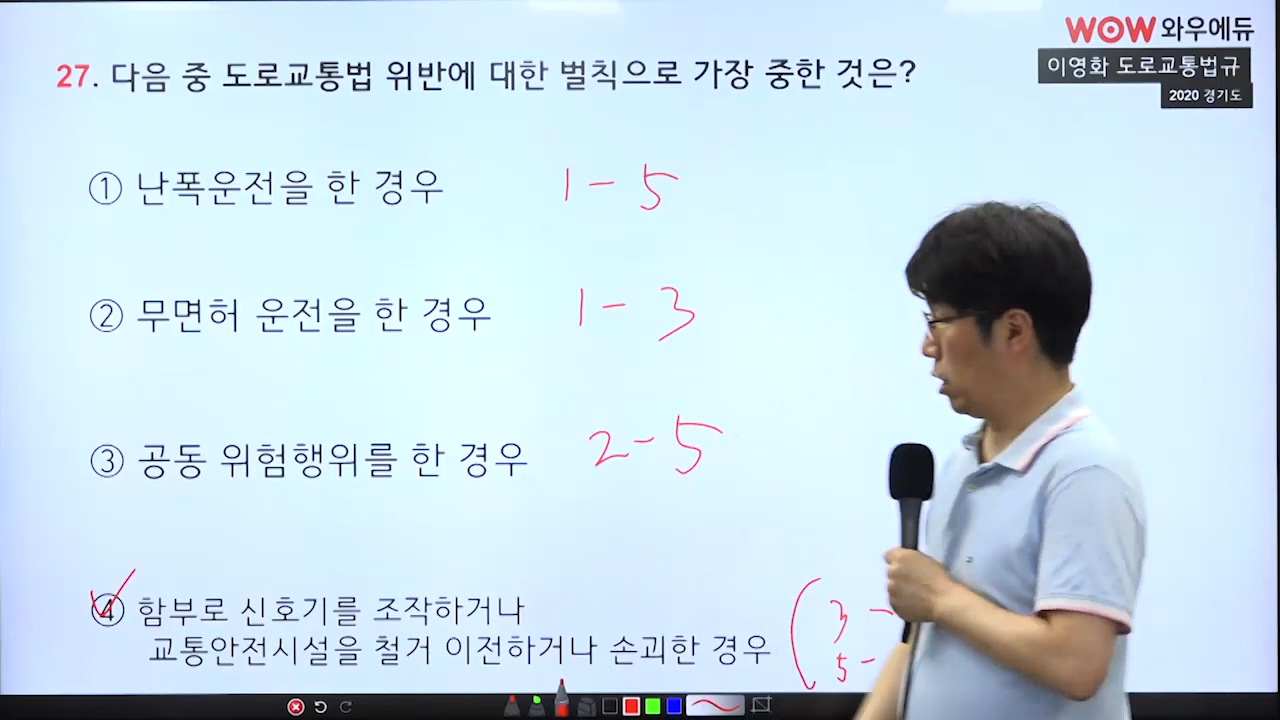 WOW 와우에듀
이영화 도로교통법규
2020 경기도
27. 다음 중 도로교통법 위반에 대한 벌칙으로 가장 중한 것은?
① 난폭운전을 한 경우 1-5
② 무면허 운전을 한 경우 1-3
③ 공동 위험행위를 한 경우 2-5
④ 함부로 신호기를 조작하거나
교통안전시설을 철거 이전하거나 손괴한 경우
3-
5-